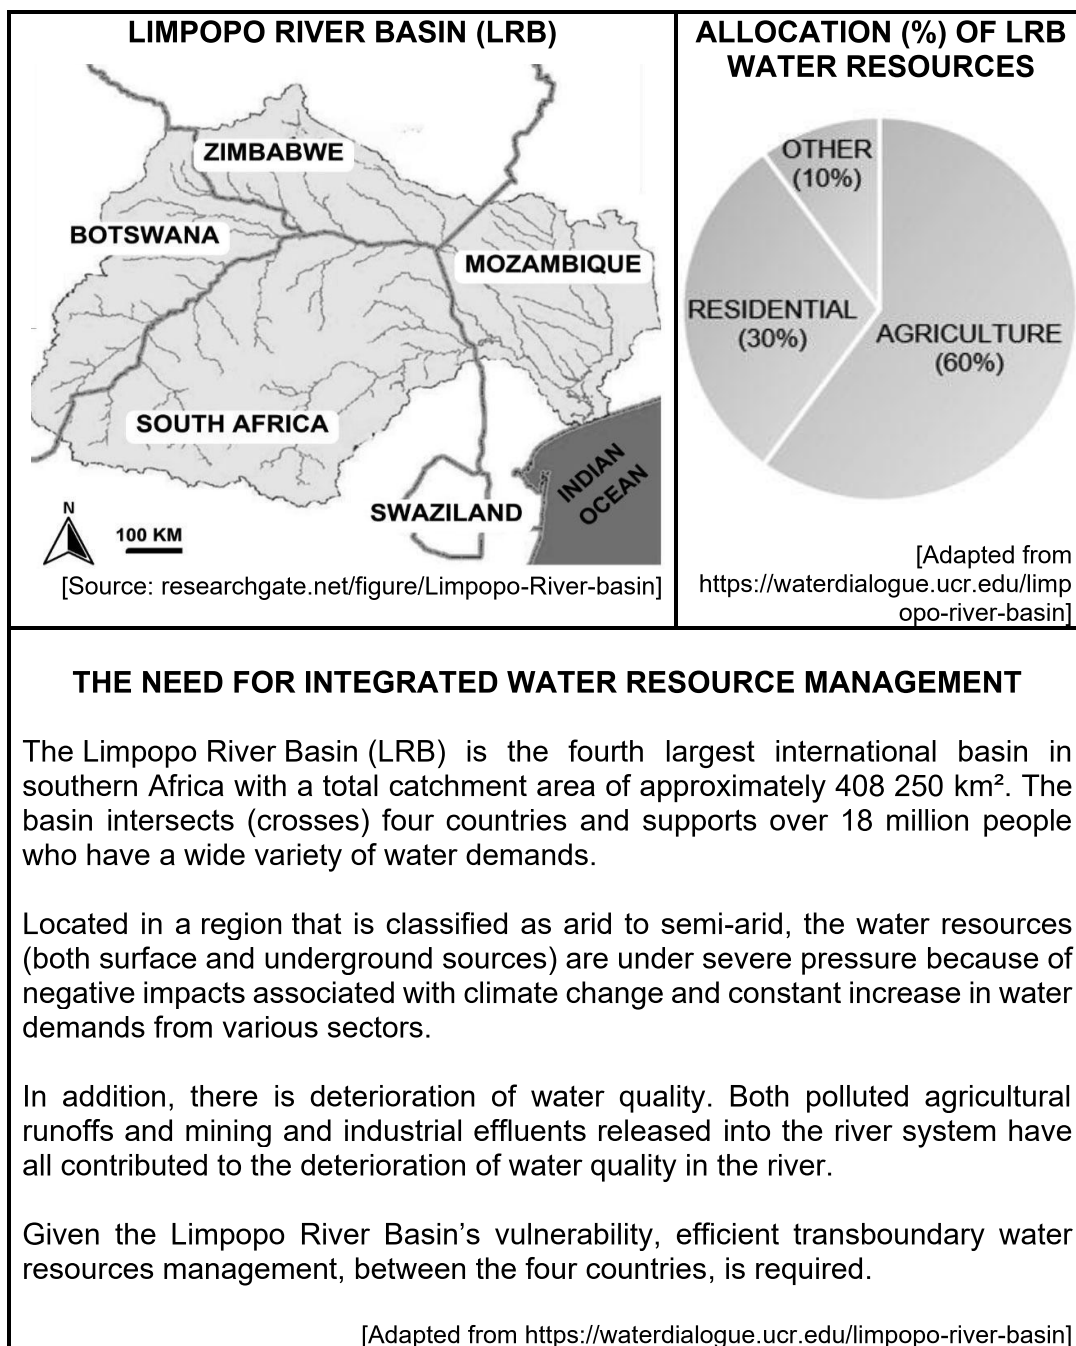 LIMPOPO RIVER BASIN (LRB)
ZIMBABWE
BOTSWANA
MOZAMBIQUE
SOUTH AFRICA
SWAZILAND
INDIAN
OCEAN
N
100 KM
[Source: researchgate.net/figure/Limpopo-River-basin]
ALLOCATION (%) OF LRB
WATER RESOURCES
OTHER
(10%)
RESIDENTIAL
(30%)
AGRICULTURE
(60%)
[Adapted from
https://waterdialogue.ucr.edu/limp
opo-river-basin]
THE NEED FOR INTEGRATED WATER RESOURCE MANAGEMENT
The Limpopo River Basin (LRB) is the fourth largest international basin in
southern Africa with a total catchment area of approximately 408 250 km². The
basin intersects (crosses) four countries and supports over 18 million people
who have a wide variety of water demands.
Located in a region that is classified as arid to semi-arid, the water resources
(both surface and underground sources) are under severe pressure because of
negative impacts associated with climate change and constant increase in water
demands from various sectors.
In addition, there is deterioration of water quality. Both polluted agricultural
runoffs and mining and industrial effluents released into the river system have
all contributed to the deterioration of water quality in the river.
Given the Limpopo River Basin's vulnerability, efficient transboundary water
resources management, between the four countries, is required.
[Adapted from https://waterdialogue.ucr.edu/limpopo-river-basin]